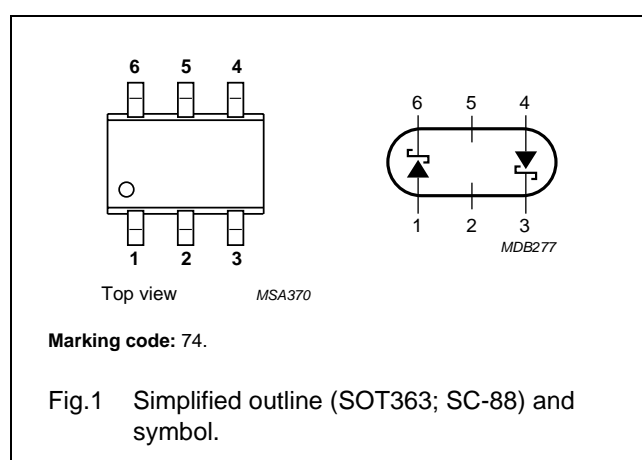 6 5 4
1 2 3
Top view MSA370
6 5 4
1 2 3
MDB277
Marking code: 74.
Fig.1 Simplified outline (SOT363; SC-88) and
symbol.